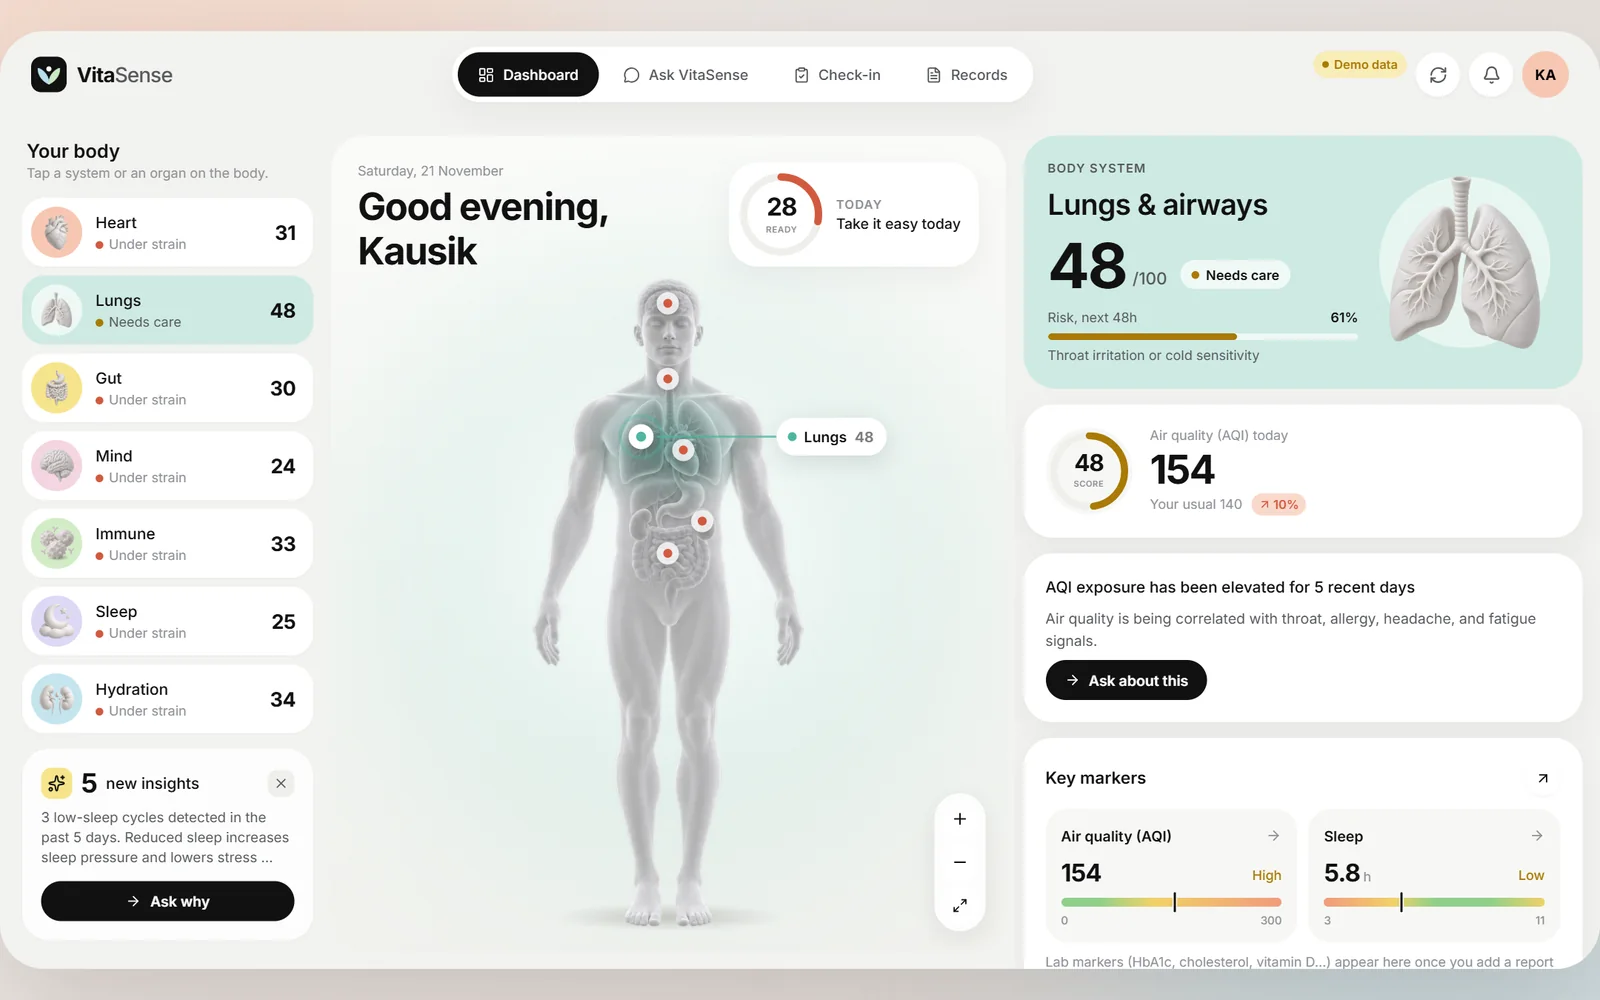 VitaSense
Dashboard
Ask VitaSense
Check-in
Records
Demo data
KA
Your body
Tap a system or an organ on the body.
Heart
Under strain
31
Lungs
Needs care
48
Gut
Under strain
30
Mind
Under strain
24
Immune
Under strain
33
Sleep
Under strain
25
Hydration
Under strain
34
5 new insights
3 low-sleep cycles detected in the
past 5 days. Reduced sleep increases
sleep pressure and lowers stress ...
Ask why
Saturday, 21 November
Good evening,
Kausik
28
READY
TODAY
Take it easy today
Lungs 48
BODY SYSTEM
Lungs & airways
48 /100
Needs care
Risk, next 48h
61%
Throat irritation or cold sensitivity
48
SCORE
Air quality (AQI) today
154
Your usual 140
10%
AQI exposure has been elevated for 5 recent days
Air quality is being correlated with throat, allergy, headache, and fatigue
signals.
Ask about this
Key markers
Air quality (AQI)
154
High
0
300
Sleep
5.8 h
Low
3
11
Lab markers (HbA1c, cholesterol, vitamin D...) appear here once you add a report